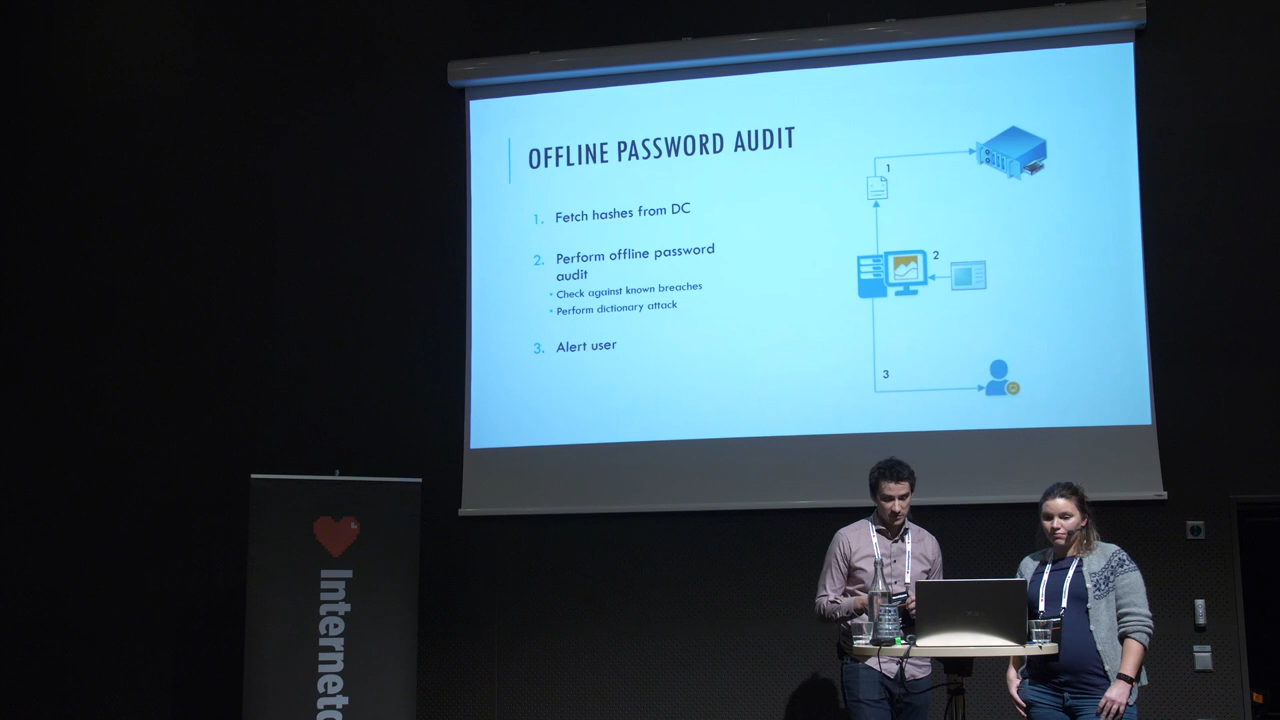 OFFLINE PASSWORD AUDIT
1. Fetch hashes from DC
2. Perform offline password
audit
• Check against known breaches
• Perform dictionary attack
3. Alert user
1
2
3